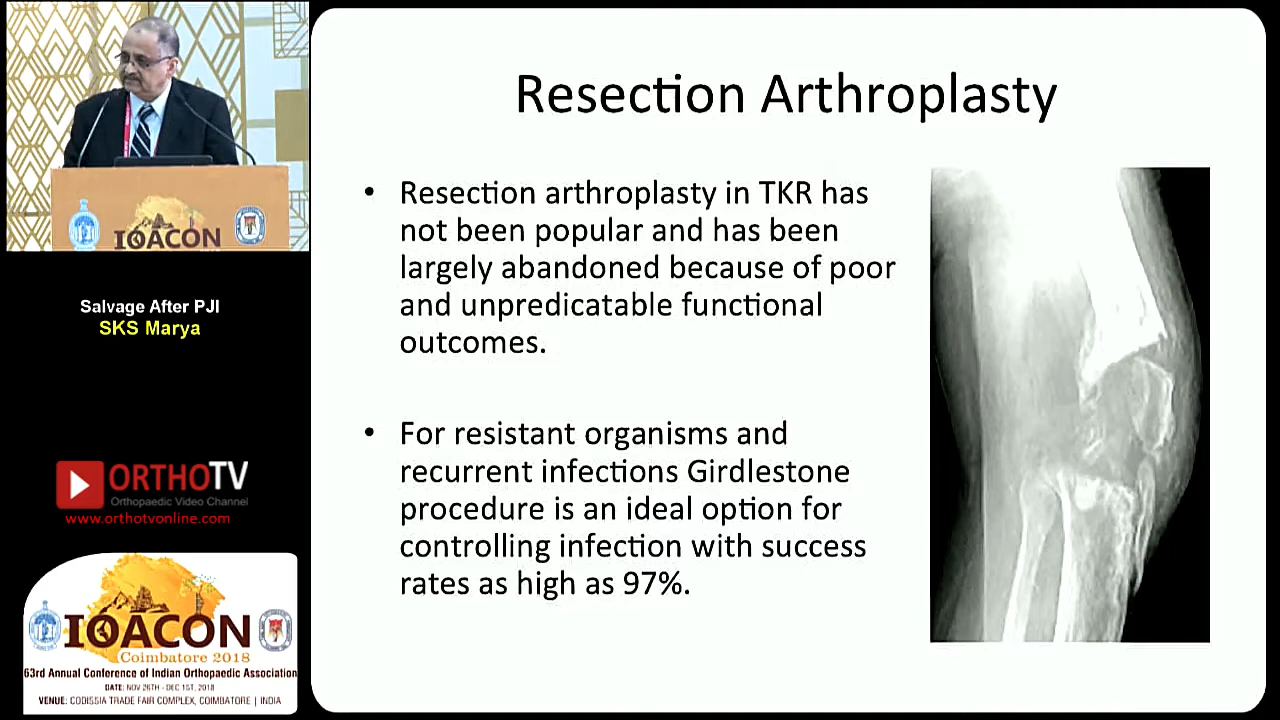 Resection Arthroplasty
• Resection arthroplasty in TKR has
not been popular and has been
largely abandoned because of poor
and unpredicatable functional
outcomes.
• For resistant organisms and
recurrent infections Girdlestone
procedure is an ideal option for
controlling infection with success
rates as high as 97%.
IOACON
Salvage After PJI
SKS Marya
ORTHOTV
Orthopaedic Video Channel
www.orthotvonline.com
IOACON
Coimbatore 2018
63rd Annual Conference of Indian Orthopaedic Association
DATE: NOV 26TH - DEC 1ST, 2018
VENUE: CODISSIA TRADE FAIR COMPLEX, COIMBATORE | INDIA